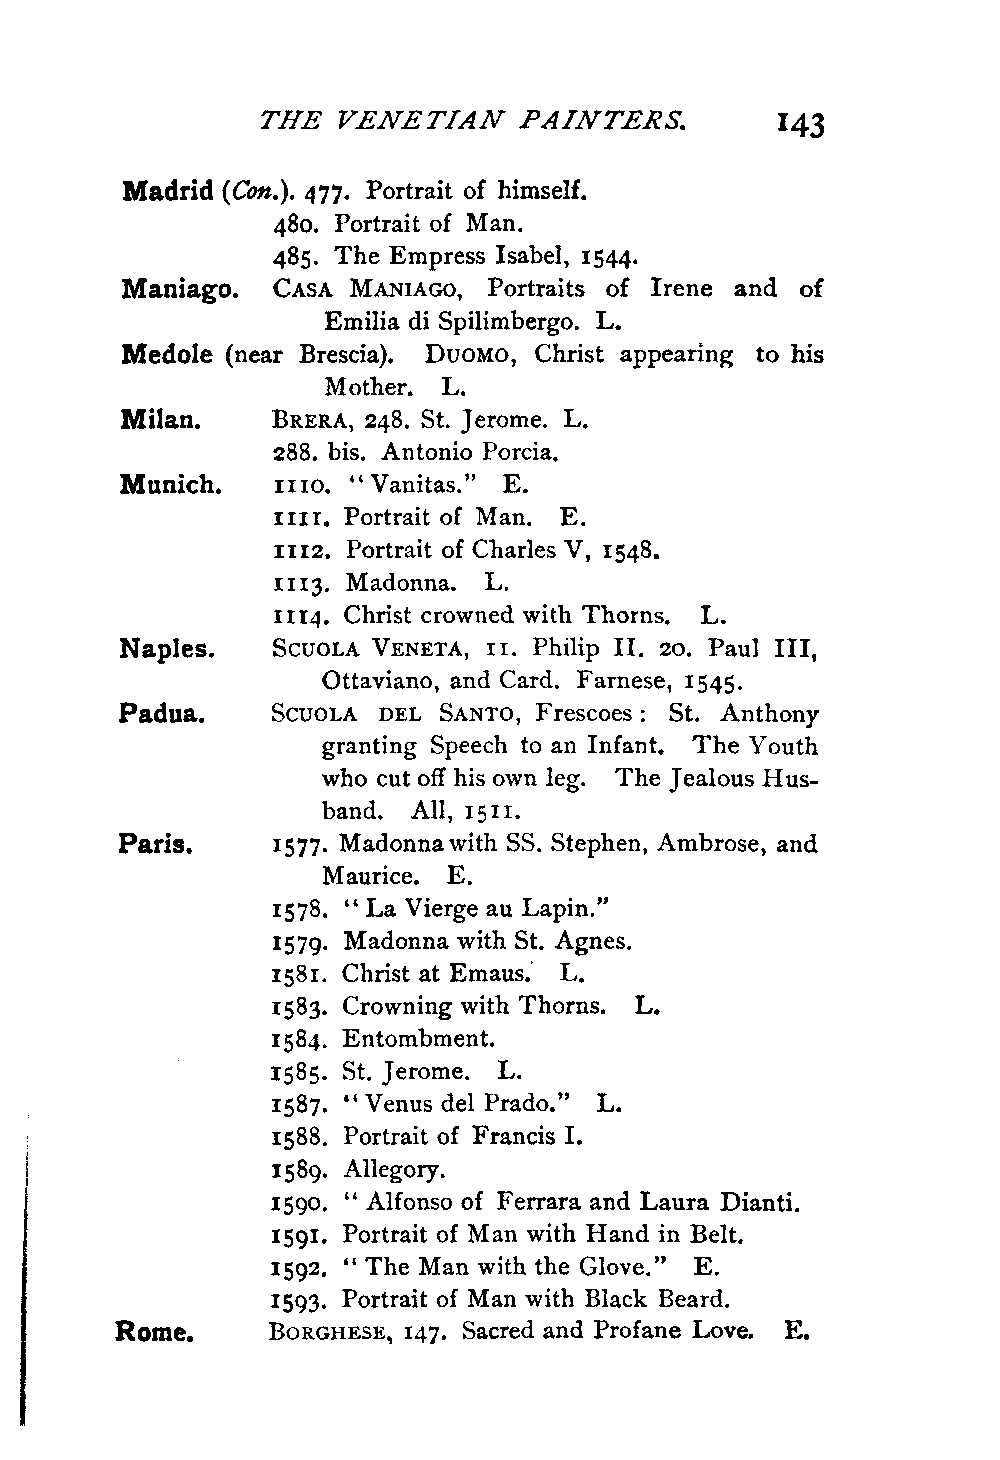 THE VENETIAN PAINTERS. 143
Madrid (Con.). 477. Portrait of himself.
480. Portrait of Man.
485. The Empress Isabel, 1544.
Maniago. CASA MANIAGO, Portraits of Irene and of
Emilia di Spilimbergo. L.
Medole (near Brescia). DUOMO, Christ appearing to his
Mother. L.
Milan. BRERA, 248. St. Jerome. L.
288. bis. Antonio Porcia.
Munich. 1110. “Vanitas.” E.
1111. Portrait of Man. E.
1112. Portrait of Charles V, 1548.
1113. Madonna. L.
1114. Christ crowned with Thorns. L.
Naples. SCUOLA VENETA, 11. Philip II. 20. Paul III,
Ottaviano, and Card. Farnese, 1545.
Padua. SCUOLA DEL SANTO, Frescoes: St. Anthony
granting Speech to an Infant. The Youth
who cut off his own leg. The Jealous Hus-
band. All, 1511.
Paris. 1577. Madonna with SS. Stephen, Ambrose, and
Maurice. E.
1578. “La Vierge au Lapin.”
1579. Madonna with St. Agnes.
1581. Christ at Emaus. L.
1583. Crowning with Thorns. L.
1584. Entombment.
1585. St. Jerome. L.
1587. “Venus del Prado.” L.
1588. Portrait of Francis I.
1589. Allegory.
1590. “Alfonso of Ferrara and Laura Dianti.
1591. Portrait of Man with Hand in Belt.
1592. “The Man with the Glove.” E.
1593. Portrait of Man with Black Beard.
Rome. BORGHESE, 147. Sacred and Profane Love. E.